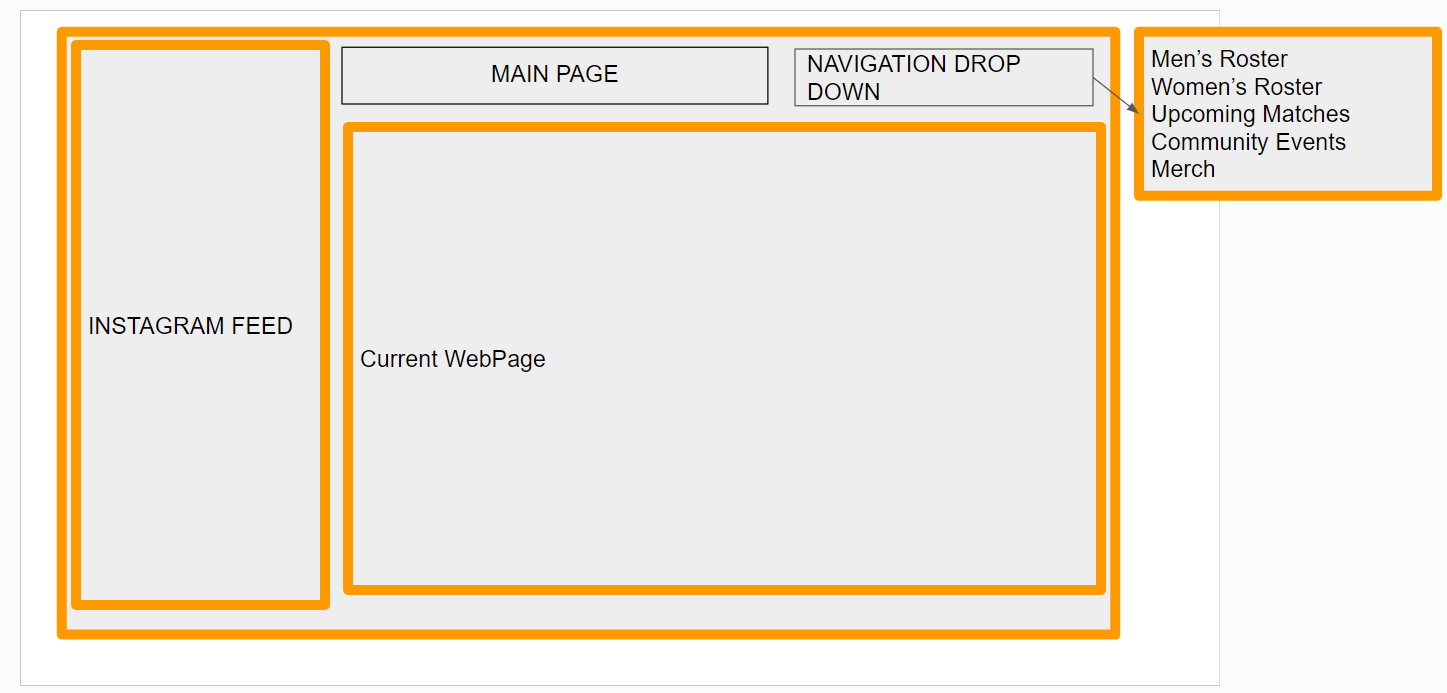 MAIN PAGE
NAVIGATION DROP
DOWN
Men’s Roster
Women’s Roster
Upcoming Matches
Community Events
Merch
INSTAGRAM FEED
Current WebPage